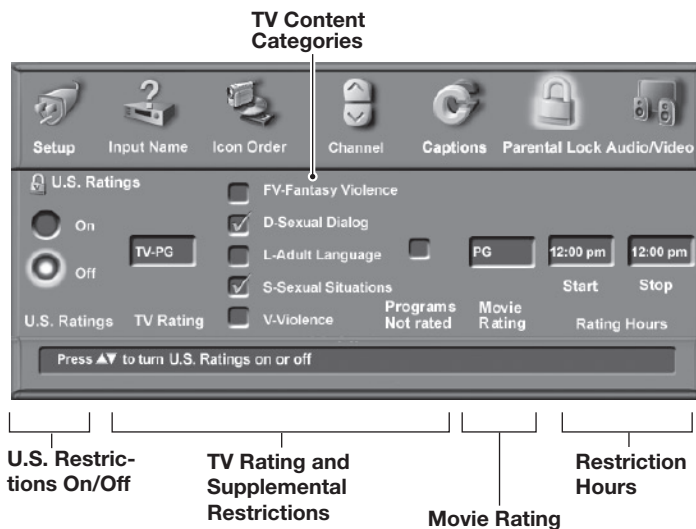 TV Content
Categories
Setup
Input Name
Icon Order
Channel
Captions
Parental Lock
Audio/Video
U.S. Ratings
On
Off
U.S. Ratings
TV-PG
TV Rating
FV-Fantasy Violence
D-Sexual Dialog
L-Adult Language
S-Sexual Situations
V-Violence
Programs
Not rated
PG
Movie
Rating
12:00 pm
12:00 pm
Start
Stop
Rating Hours
Press ▲▼ to turn U.S. Ratings on or off
U.S. Restric-
tions On/Off
TV Rating and
Supplemental
Restrictions
Movie Rating
Restriction
Hours